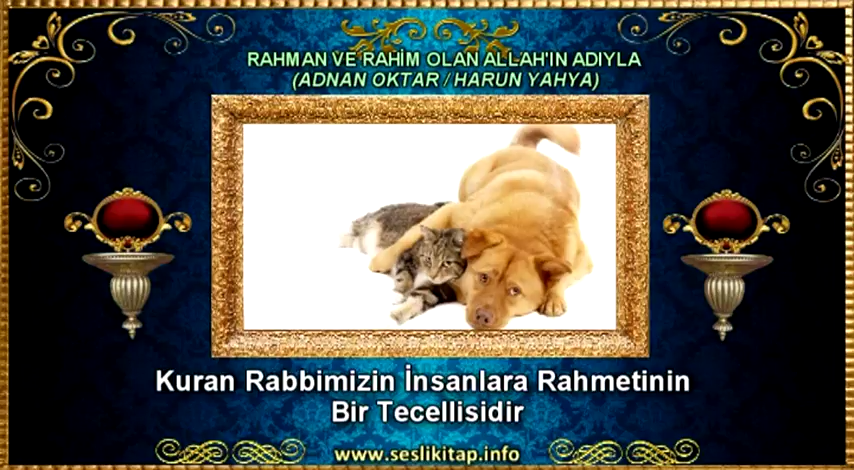 RAHMAN VE RAHİM OLAN ALLAH'IN ADIYLA
(ADNAN OKTAR / HARUN YAHYA)
Kuran Rabbimizin İnsanlara Rahmetinin
Bir Tecellisidir
www.seslikitap.info